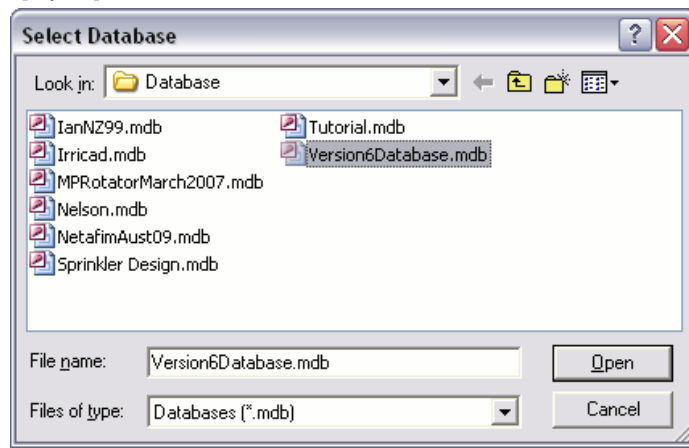 Select Database
Look in: Database
IanNZ99.mdb
Irricad.mdb
MPRotatorMarch2007.mdb
Nelson.mdb
NetafimAust09.mdb
Sprinkler Design.mdb
Tutorial.mdb
Version6Database.mdb
File name: Version6Database.mdb
Open
Files of type: Databases (*.mdb)
Cancel